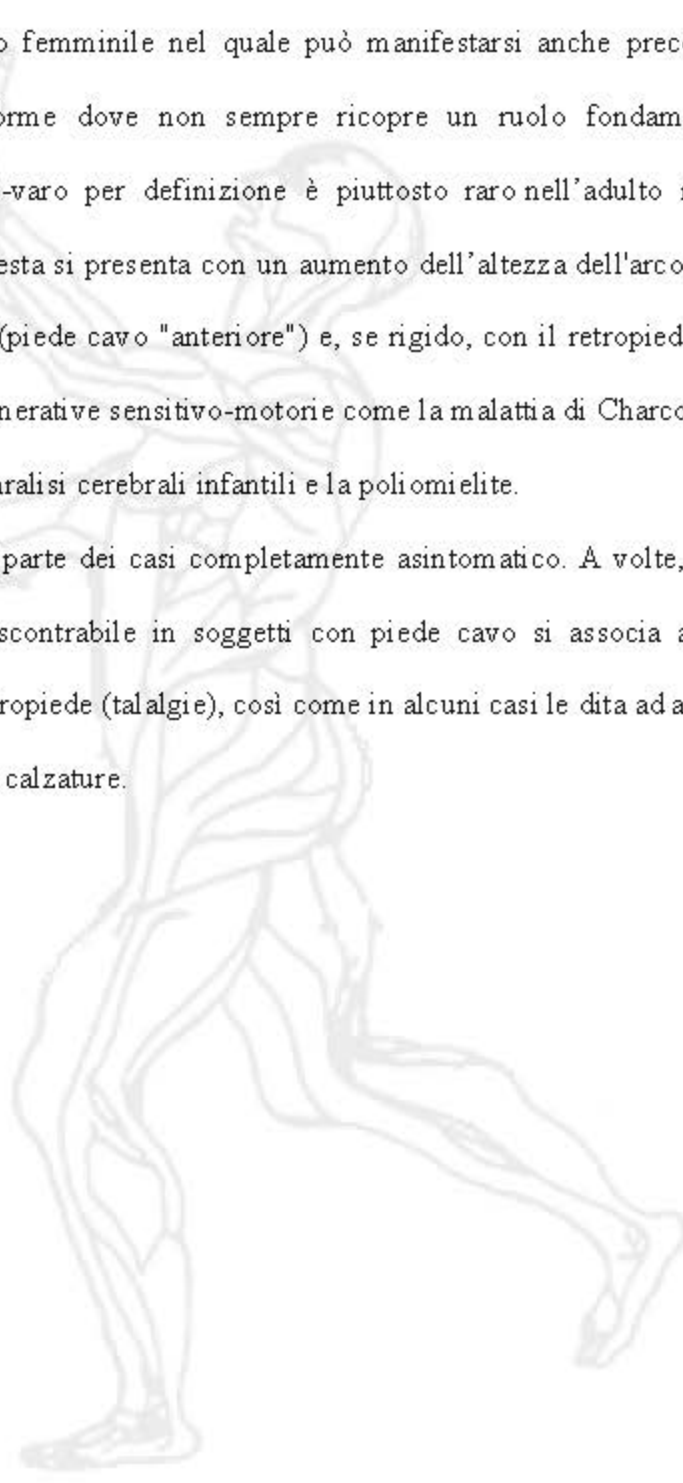 o femminile nel quale può manifestarsi anche prec
orme dove non sempre ricopre un ruolo fondam
-varo per definizione è piuttosto raro nell’adulto
esta si presenta con un aumento dell’altezza dell'arco
(piede cavo "anteriore") e, se rigido, con il retropied
nerative sensitivo-motorie come la malattia di Charco
aralisi cerebrali infantili e la poliomielite.
parte dei casi completamente asintomatico. A volte,
scontrabile in soggetti con piede cavo si associa a
ropiede (talalgie), così come in alcuni casi le dita ad a
calzature.